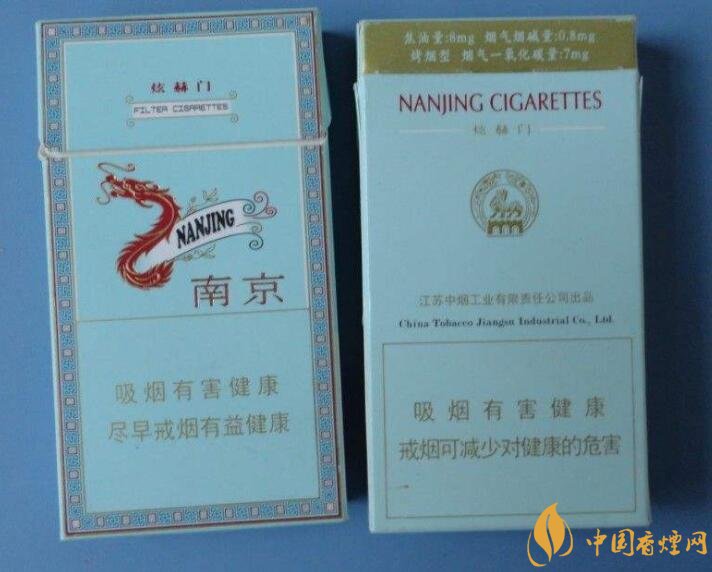 炫赫门
FILTER CIGARETTES
NANJING
南京
吸烟有害健康
尽早戒烟有益健康
焦油量:8mg 烟气烟碱量:0.8mg
烤烟型 烟气一氧化碳量:7mg
NANJING CIGARETTES
炫赫门
江苏中烟工业有限责任公司出品
China Tobacco Jiangsu Industrial Co., Ltd.
吸烟有害健康
戒烟可减少对健康的危害
中国香煙网